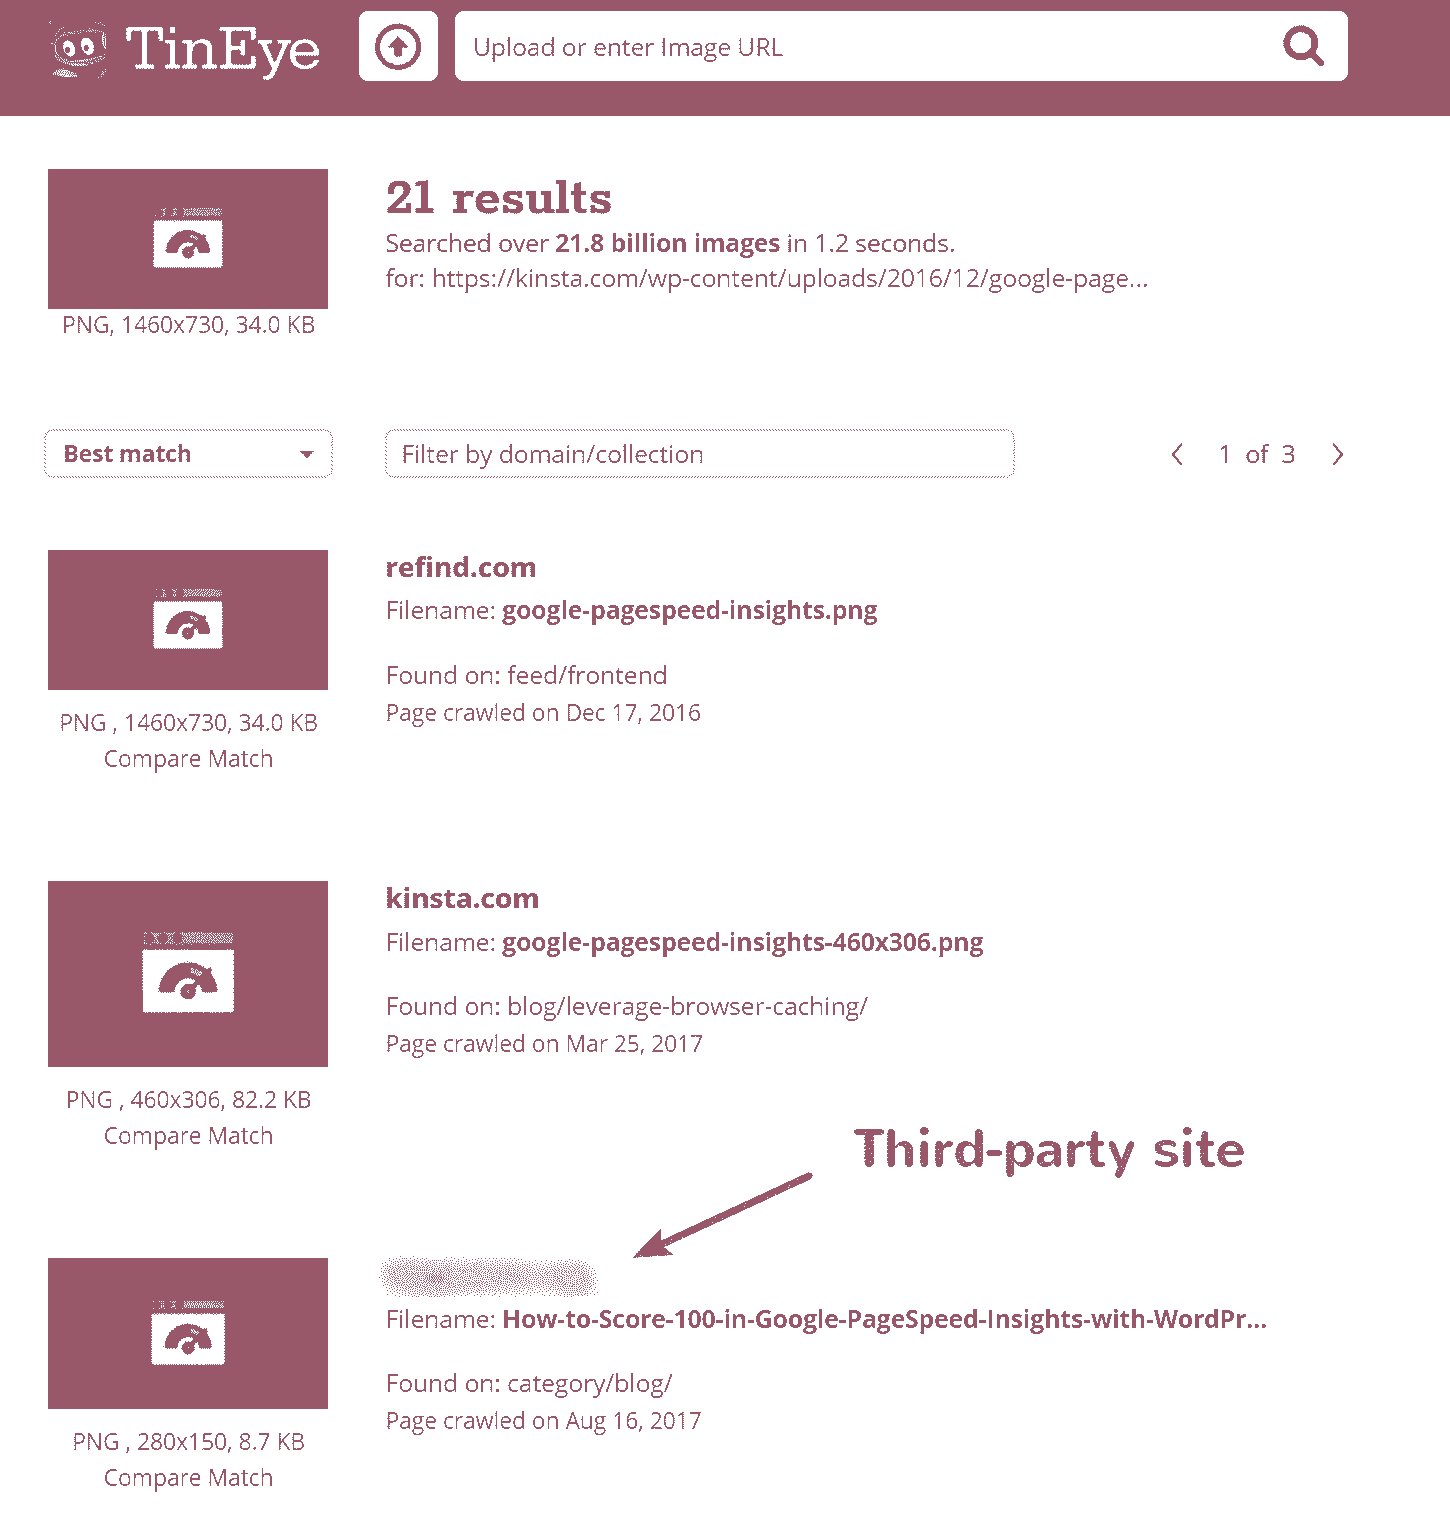 TinEye
Upload or enter Image URL
21 results
Searched over 21.8 billion images in 1.2 seconds.
for: https://kinsta.com/wp-content/uploads/2016/12/google-page...
PNG, 1460x730, 34.0 KB
Best match
Filter by domain/collection
1 of 3
refind.com
Filename: google-pagespeed-insights.png
Found on: feed/frontend
Page crawled on Dec 17, 2016
PNG , 1460x730, 34.0 KB
Compare Match
kinsta.com
Filename: google-pagespeed-insights-460x306.png
Found on: blog/leverage-browser-caching/
Page crawled on Mar 25, 2017
PNG , 460x306, 82.2 KB
Compare Match
Third-party site
Filename: How-to-Score-100-in-Google-PageSpeed-Insights-with-WordPr...
Found on: category/blog/
Page crawled on Aug 16, 2017
PNG , 280x150, 8.7 KB
Compare Match